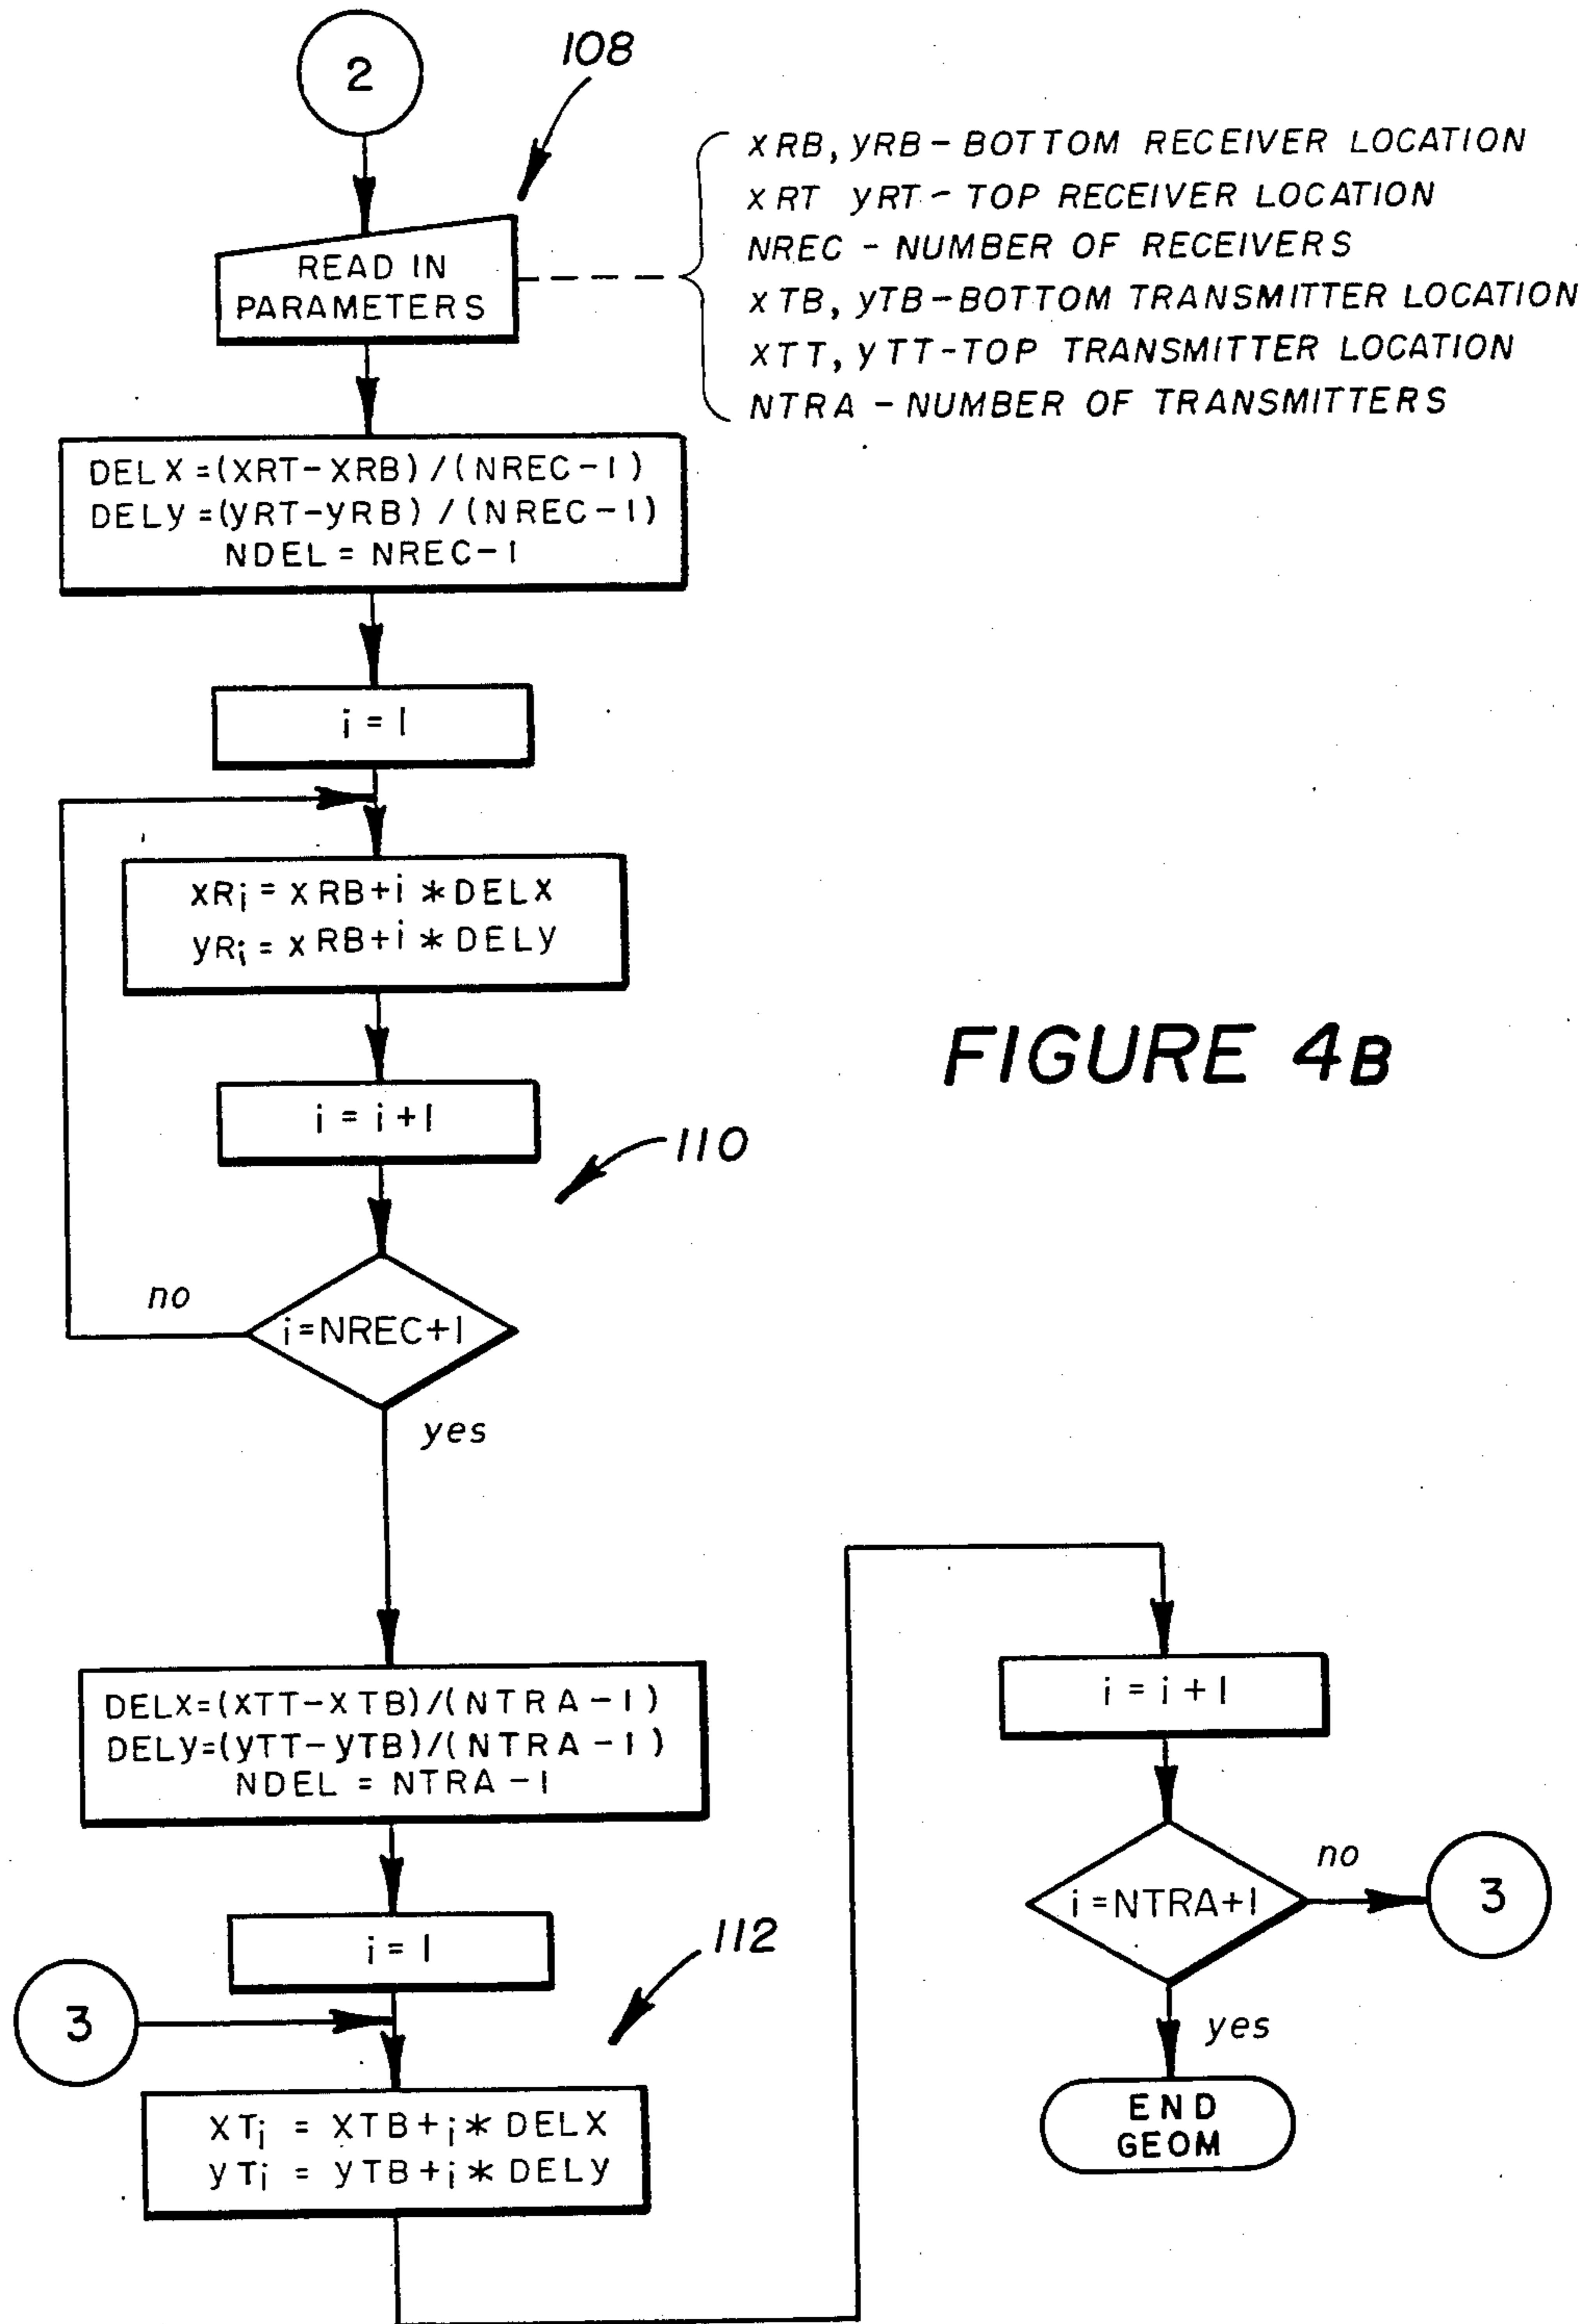 2
108
READ IN
PARAMETERS
xRB, yRB - BOTTOM RECEIVER LOCATION
xRT yRT - TOP RECEIVER LOCATION
NREC - NUMBER OF RECEIVERS
xTB, yTB - BOTTOM TRANSMITTER LOCATION
xTT, yTT - TOP TRANSMITTER LOCATION
NTRA - NUMBER OF TRANSMITTERS
DELX = (XRT - XRB) / (NREC - 1)
DELY = (yRT - yRB) / (NREC - 1)
NDEL = NREC - 1
i = 1
xRi = xRB + i * DELX
yRi = xRB + i * DELY
i = i + 1
110
i = NREC + 1
no
yes
FIGURE 4B
DELX = (XTT - XTB) / (NTRA - 1)
DELY = (yTT - yTB) / (NTRA - 1)
NDEL = NTRA - 1
i = 1
112
3
XTi = XTB + i * DELX
yTi = yTB + i * DELY
i = i + 1
i = NTRA + 1
no
3
yes
END
GEOM